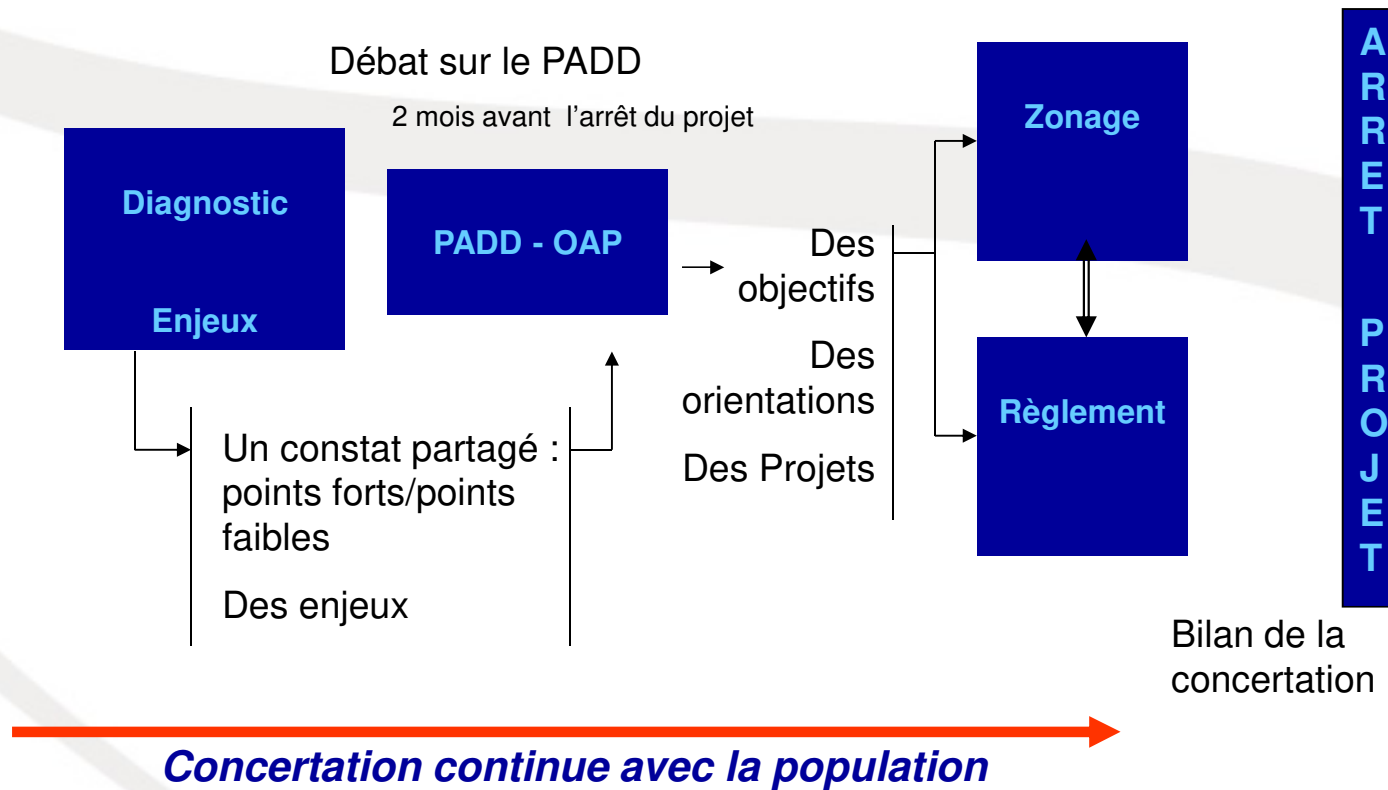 Débat sur le PADD
2 mois avant l'arrêt du projet
Diagnostic
Enjeux
PADD - OAP
Un constat partagé :
points forts/points
faibles
Des enjeux
Des
objectifs
Des
orientations
Des Projets
Zonage
Règlement
A
R
R
E
T
P
R
O
J
E
T
Bilan de la
concertation
Concertation continue avec la population